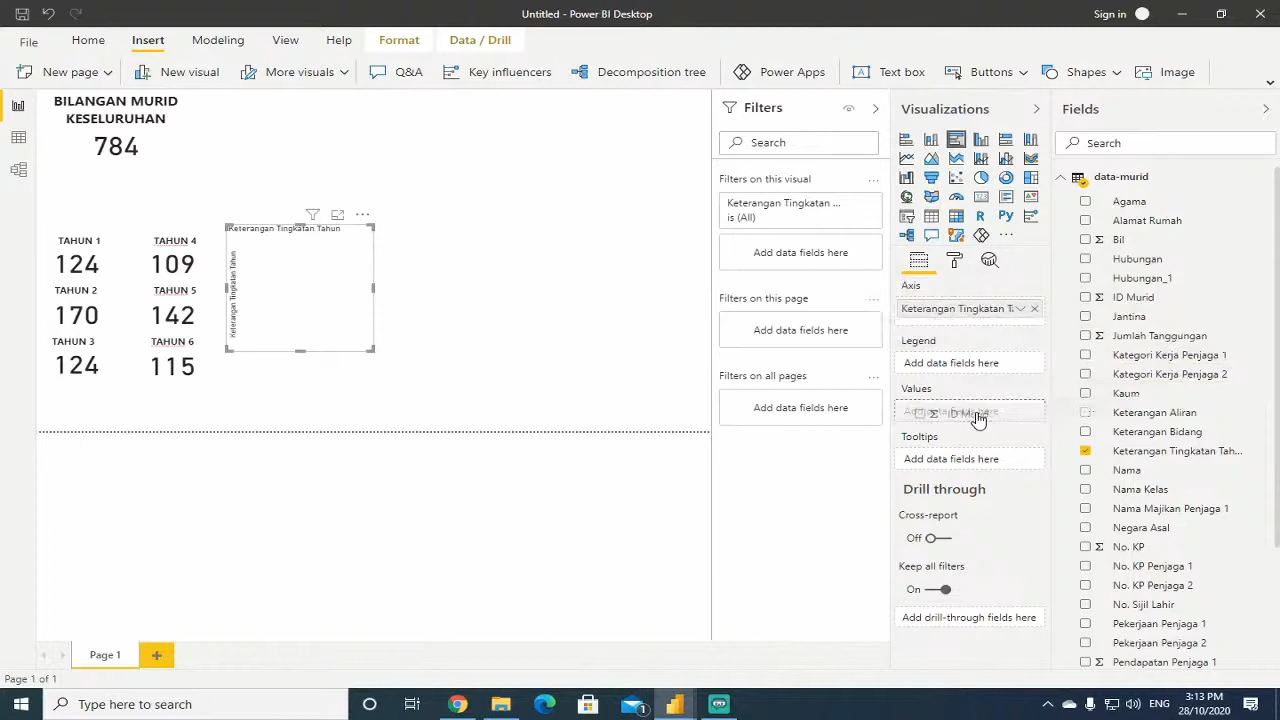 Untitled - Power BI Desktop
Sign in
File
Home
Insert
Modeling
View
Help
Format
Data / Drill
New page
New visual
More visuals
Q&A
Key influencers
Decomposition tree
Power Apps
Text box
Buttons
Shapes
Image
BILANGAN MURID
KESELURUHAN
784
TAHUN 1
TAHUN 4
124
109
TAHUN 2
TAHUN 5
170
142
TAHUN 3
TAHUN 6
124
115
Keterangan Tingkatan Tahun
Keterangan Tingkatan Tahun
Filters
Search
Filters on this visual
Keterangan Tingkatan ...
is (All)
Add data fields here
Filters on this page
Add data fields here
Filters on all pages
Add data fields here
Visualizations
R
Py
Axis
Keterangan Tingkatan T
Legend
Add data fields here
Values
Tooltips
Add data fields here
Drill through
Cross-report
Off
Keep all filters
On
Add drill-through fields here
Fields
Search
data-murid
Agama
Alamat Rumah
Bil
Hubungan
Hubungan_1
ID Murid
Jantina
Jumlah Tanggungan
Kategori Kerja Penjaga 1
Kategori Kerja Penjaga 2
Kaum
Keterangan Aliran
Keterangan Bidang
Keterangan Tingkatan Tah...
Nama
Nama Kelas
Nama Majikan Penjaga 1
Negara Asal
No. KP
No. KP Penjaga 1
No. KP Penjaga 2
No. Sijil Lahir
Pekerjaan Penjaga 1
Pekerjaan Penjaga 2
Pendapatan Penjaga 1
Page 1
Page 1 of 1
Type here to search
1
3:13 PM
28/10/2020